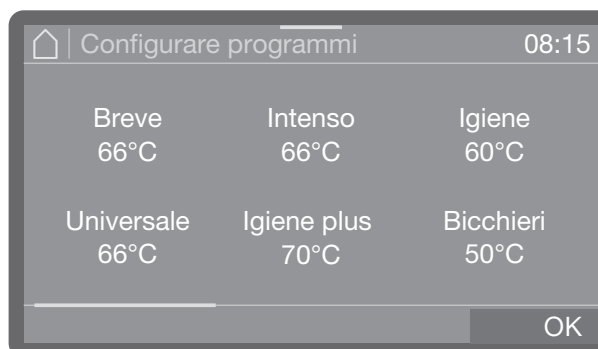 Configurare programmi 08:15
Breve Intenso Igiene
66°C 66°C 60°C
Universale Igiene plus Bicchieri
66°C 70°C 50°C
OK